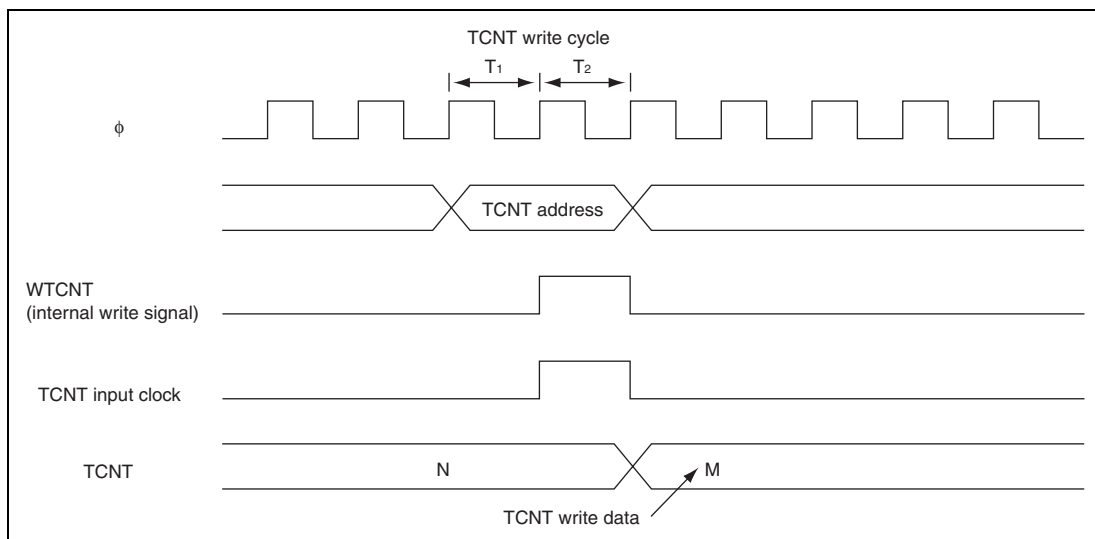 TCNT write cycle
T1 T2
ϕ
TCNT address
WTCNT
(internal write signal)
TCNT input clock
TCNT N M
TCNT write data